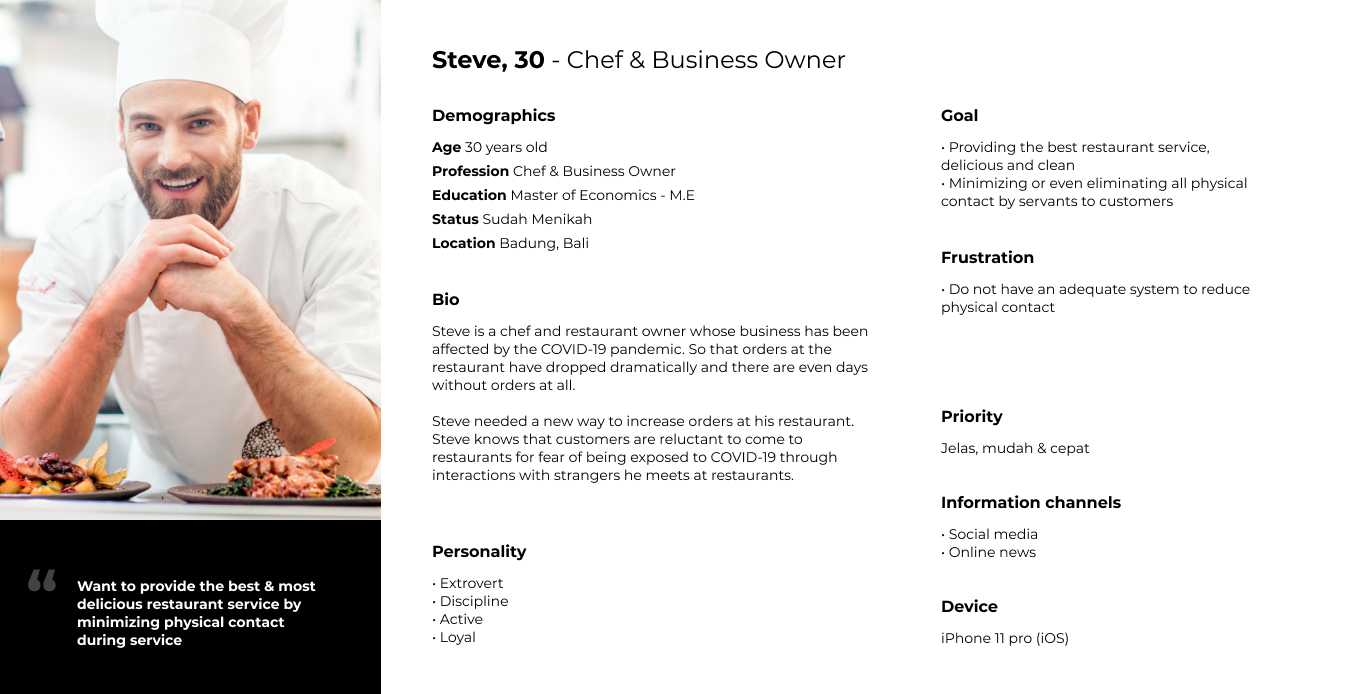 Steve, 30 - Chef & Business Owner
Demographics
Age 30 years old
Profession Chef & Business Owner
Education Master of Economics - M.E
Status Sudah Menikah
Location Badung, Bali
Bio
Steve is a chef and restaurant owner whose business has been
affected by the COVID-19 pandemic. So that orders at the
restaurant have dropped dramatically and there are even days
without orders at all.
Steve needed a new way to increase orders at his restaurant.
Steve knows that customers are reluctant to come to
restaurants for fear of being exposed to COVID-19 through
interactions with strangers he meets at restaurants.
Personality
• Extrovert
• Discipline
• Active
• Loyal
Goal
• Providing the best restaurant service,
delicious and clean
• Minimizing or even eliminating all physical
contact by servants to customers
Frustration
• Do not have an adequate system to reduce
physical contact
Priority
Jelas, mudah & cepat
Information channels
• Social media
• Online news
Device
iPhone 11 pro (iOS)
“
Want to provide the best & most
delicious restaurant service by
minimizing physical contact
during service